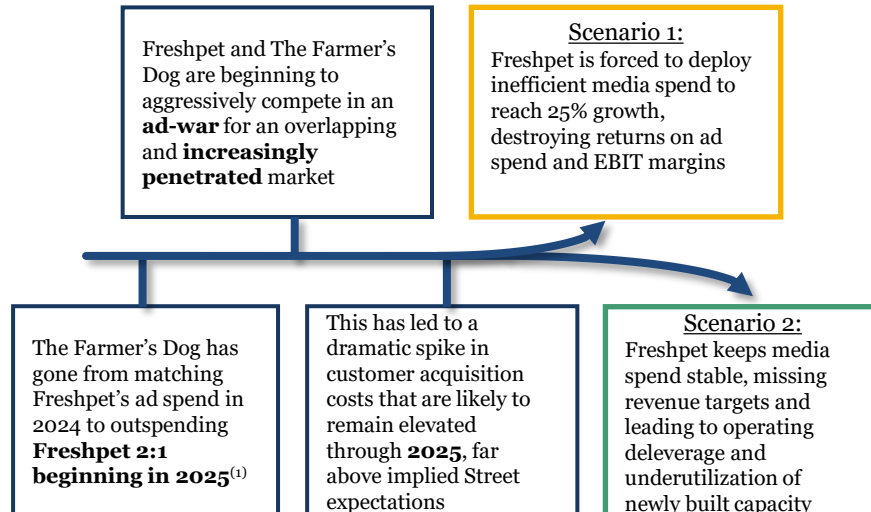 Freshpet and The Farmer's
Dog are beginning to
aggressively compete in an
ad-war for an overlapping
and increasingly
penetrated market
Scenario 1:
Freshpet is forced to deploy
inefficient media spend to
reach 25% growth,
destroying returns on ad
spend and EBIT margins
The Farmer's Dog has
gone from matching
Freshpet's ad spend in
2024 to outspending
Freshpet 2:1
beginning in 2025(1)
This has led to a
dramatic spike in
customer acquisition
costs that are likely to
remain elevated
through 2025, far
above implied Street
expectations
Scenario 2:
Freshpet keeps media
spend stable, missing
revenue targets and
leading to operating
deleverage and
underutilization of
newly built capacity